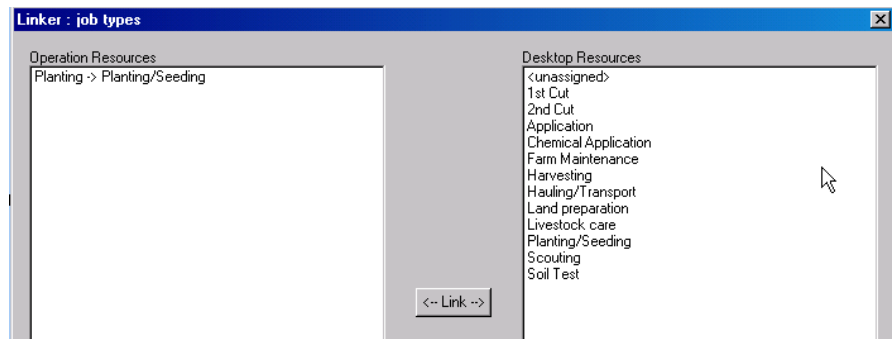 Linker : job types
Operation Resources
Planting -> Planting/Seeding
Desktop Resources
<unassigned>
1st Cut
2nd Cut
Application
Chemical Application
Farm Maintenance
Harvesting
Hauling/Transport
Land preparation
Livestock care
Planting/Seeding
Scouting
Soil Test
<-- Link -->